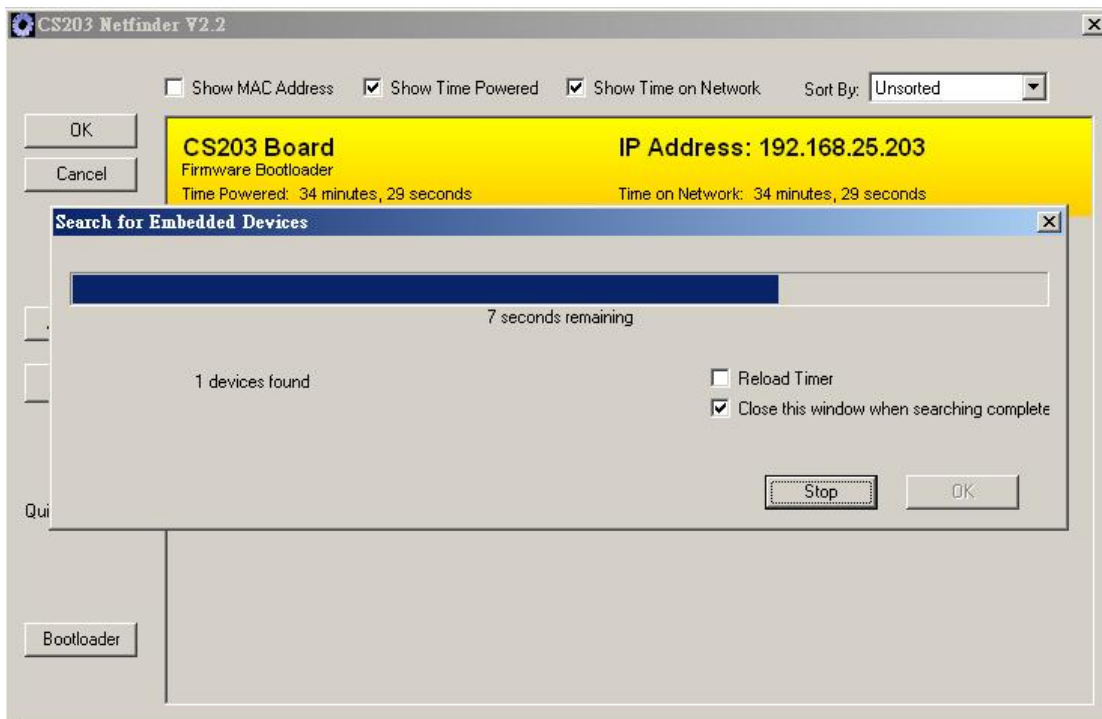 CS203 Netfinder V2.2
Show MAC Address Show Time Powered Show Time on Network Sort By: Unsorted
OK
Cancel
CS203 Board IP Address: 192.168.25.203
Firmware Bootloader
Time Powered: 34 minutes, 29 seconds Time on Network: 34 minutes, 29 seconds
Search for Embedded Devices
7 seconds remaining
1 devices found
Reload Timer
Close this window when searching complete
Stop OK
Bootloader